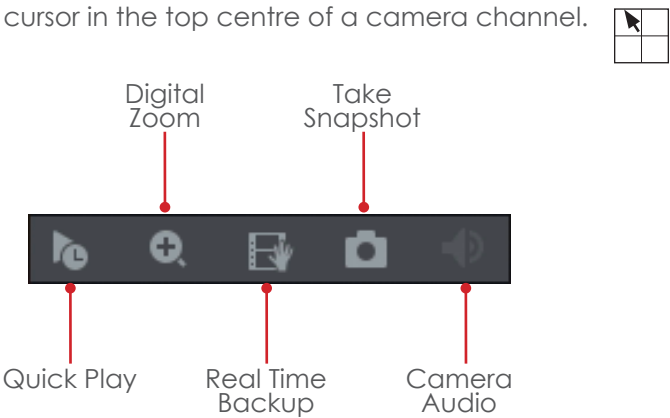 cursor in the top centre of a camera channel.
Digital
Zoom
Take
Snapshot
Quick Play
Real Time
Backup
Camera
Audio